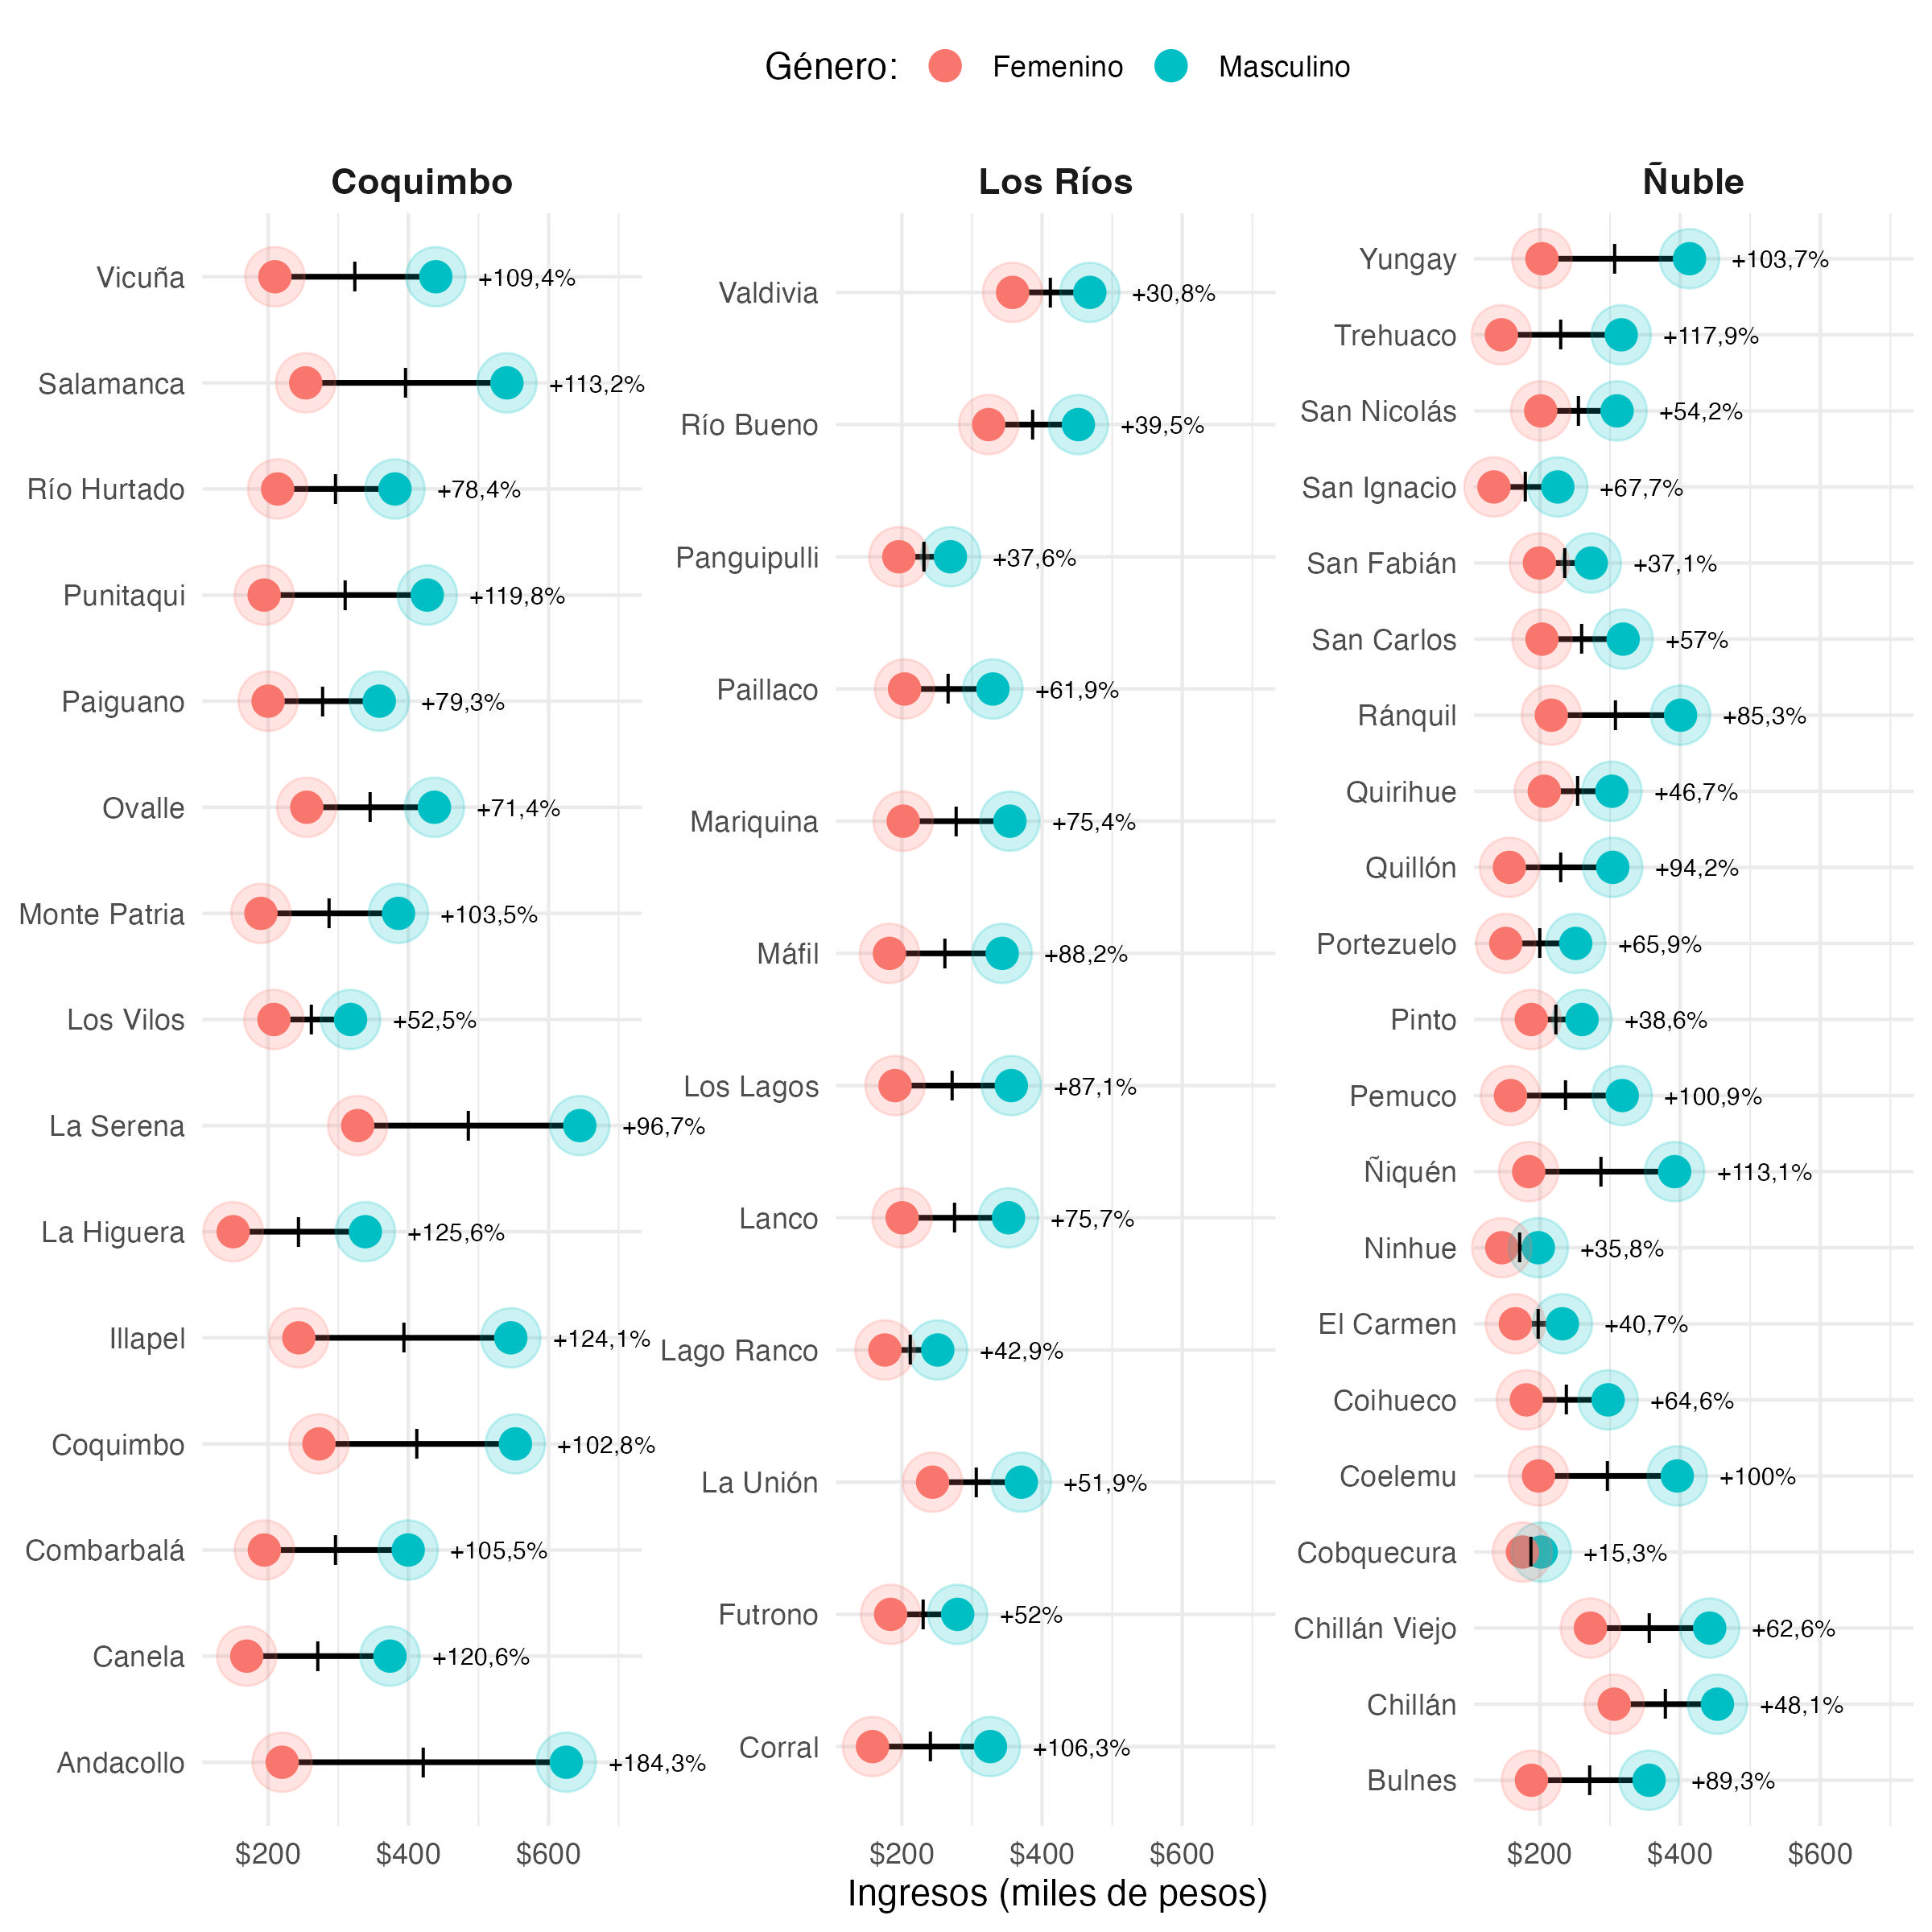 Género: Femenino Masculino
Coquimbo
Vicuña +109,4%
Salamanca +113,2%
Río Hurtado +78,4%
Punitaqui +119,8%
Paiguano +79,3%
Ovalle +71,4%
Monte Patria +103,5%
Los Vilos +52,5%
La Serena +96,7%
La Higuera +125,6%
Illapel +124,1%
Coquimbo +102,8%
Combarbalá +105,5%
Canela +120,6%
Andacollo +184,3%
$200 $400 $600
Los Ríos
Valdivia +30,8%
Río Bueno +39,5%
Panguipulli +37,6%
Paillaco +61,9%
Mariquina +75,4%
Máfil +88,2%
Los Lagos +87,1%
Lanco +75,7%
Lago Ranco +42,9%
La Unión +51,9%
Futrono +52%
Corral +106,3%
$200 $400 $600
Ñuble
Yungay +103,7%
Trehuaco +117,9%
San Nicolás +54,2%
San Ignacio +67,7%
San Fabián +37,1%
San Carlos +57%
Ránquil +85,3%
Quirihue +46,7%
Quillón +94,2%
Portezuelo +65,9%
Pinto +38,6%
Pemuco +100,9%
Ñiquén +113,1%
Ninhue +35,8%
El Carmen +40,7%
Coihueco +64,6%
Coelemu +100%
Cobquecura +15,3%
Chillán Viejo +62,6%
Chillán +48,1%
Bulnes +89,3%
$200 $400 $600
Ingresos (miles de pesos)